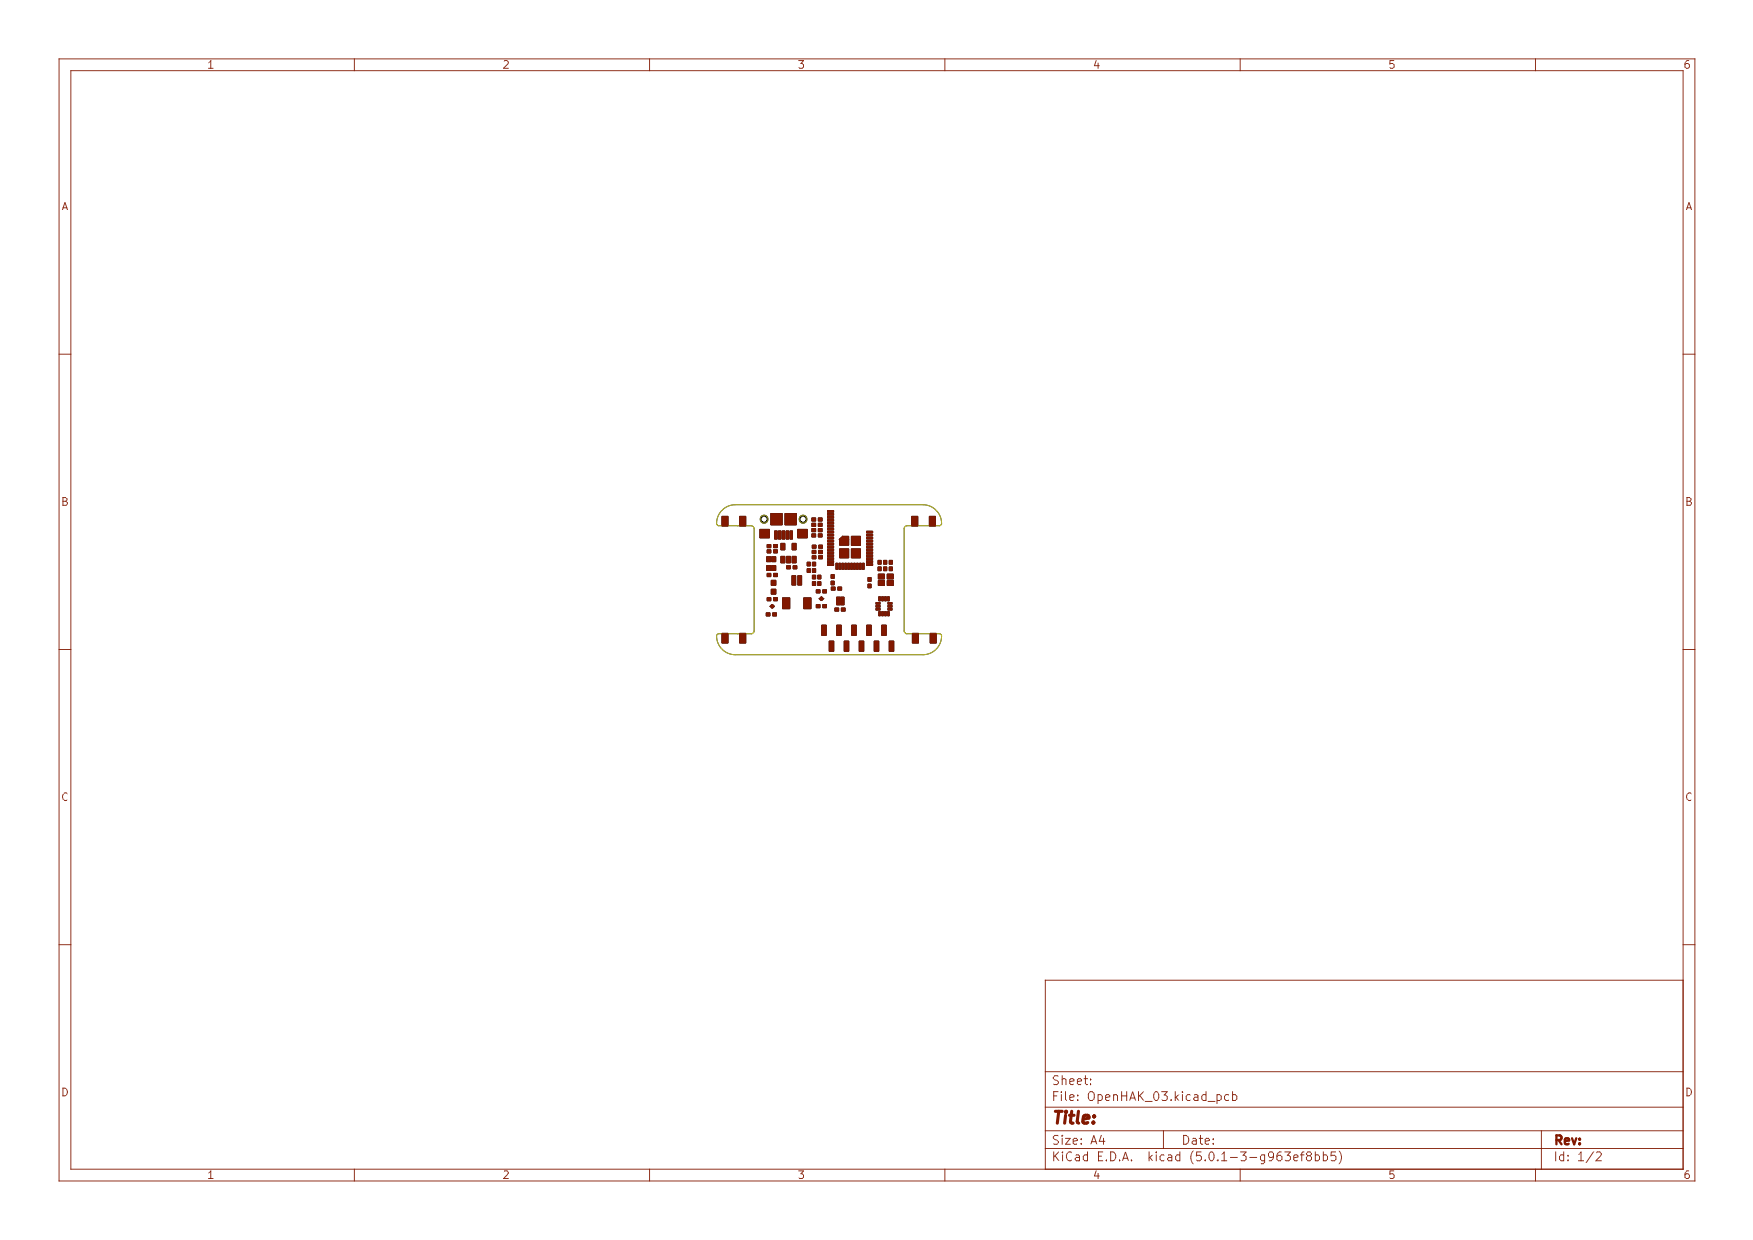 1 2 3 4 5 6
A A
B B
C C
Sheet:
File: OpenHAK_03.kicad_pcb
D D
Title:
Size: A4 Date: Rev:
KiCad E.D.A. kicad (5.0.1-3-g963ef8bb5) Id: 1/2
1 2 3 4 5 6